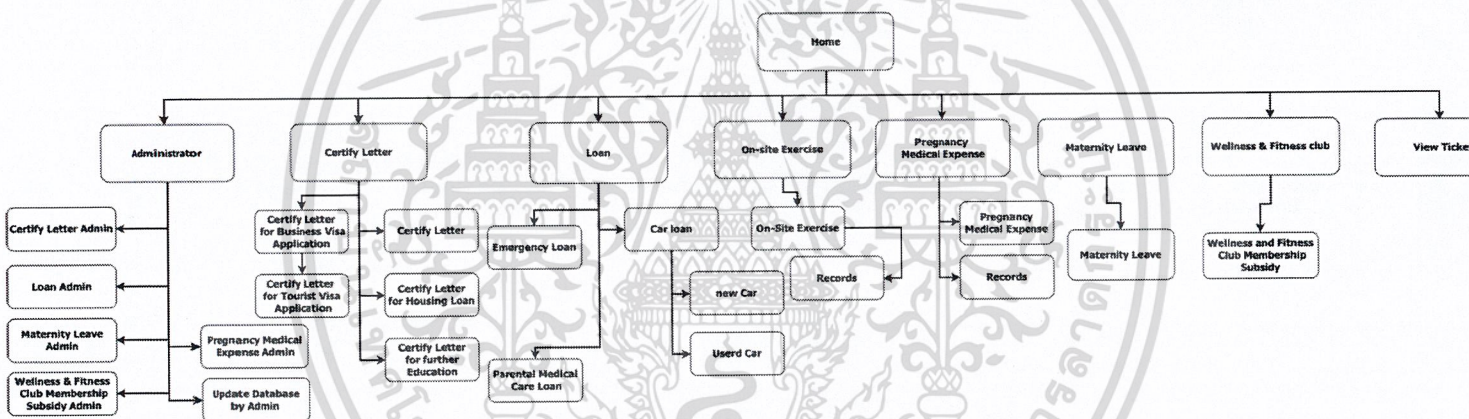 Home
Administrator
Certify Letter
Loan
On-site Exercise
Pregnancy
Medical Expense
Maternity Leave
Wellness & Fitness club
View Ticke
Certify Letter Admin
Loan Admin
Maternity Leave
Admin
Wellness & Fitness
Club Membership
Subsidy Admin
Pregnancy Medical
Expense Admin
Update Database
by Admin
Certify Letter
for Business Visa
Application
Certify Letter
for Tourist Visa
Application
Certify Letter
Certify Letter
for Housing Loan
Certify Letter
for further
Education
Emergency Loan
Parental Medical
Care Loan
Car loan
new Car
Userd Car
On-Site Exercise
Records
Pregnancy
Medical Expense
Records
Maternity Leave
Wellness and Fitness
Club Membership
Subsidy